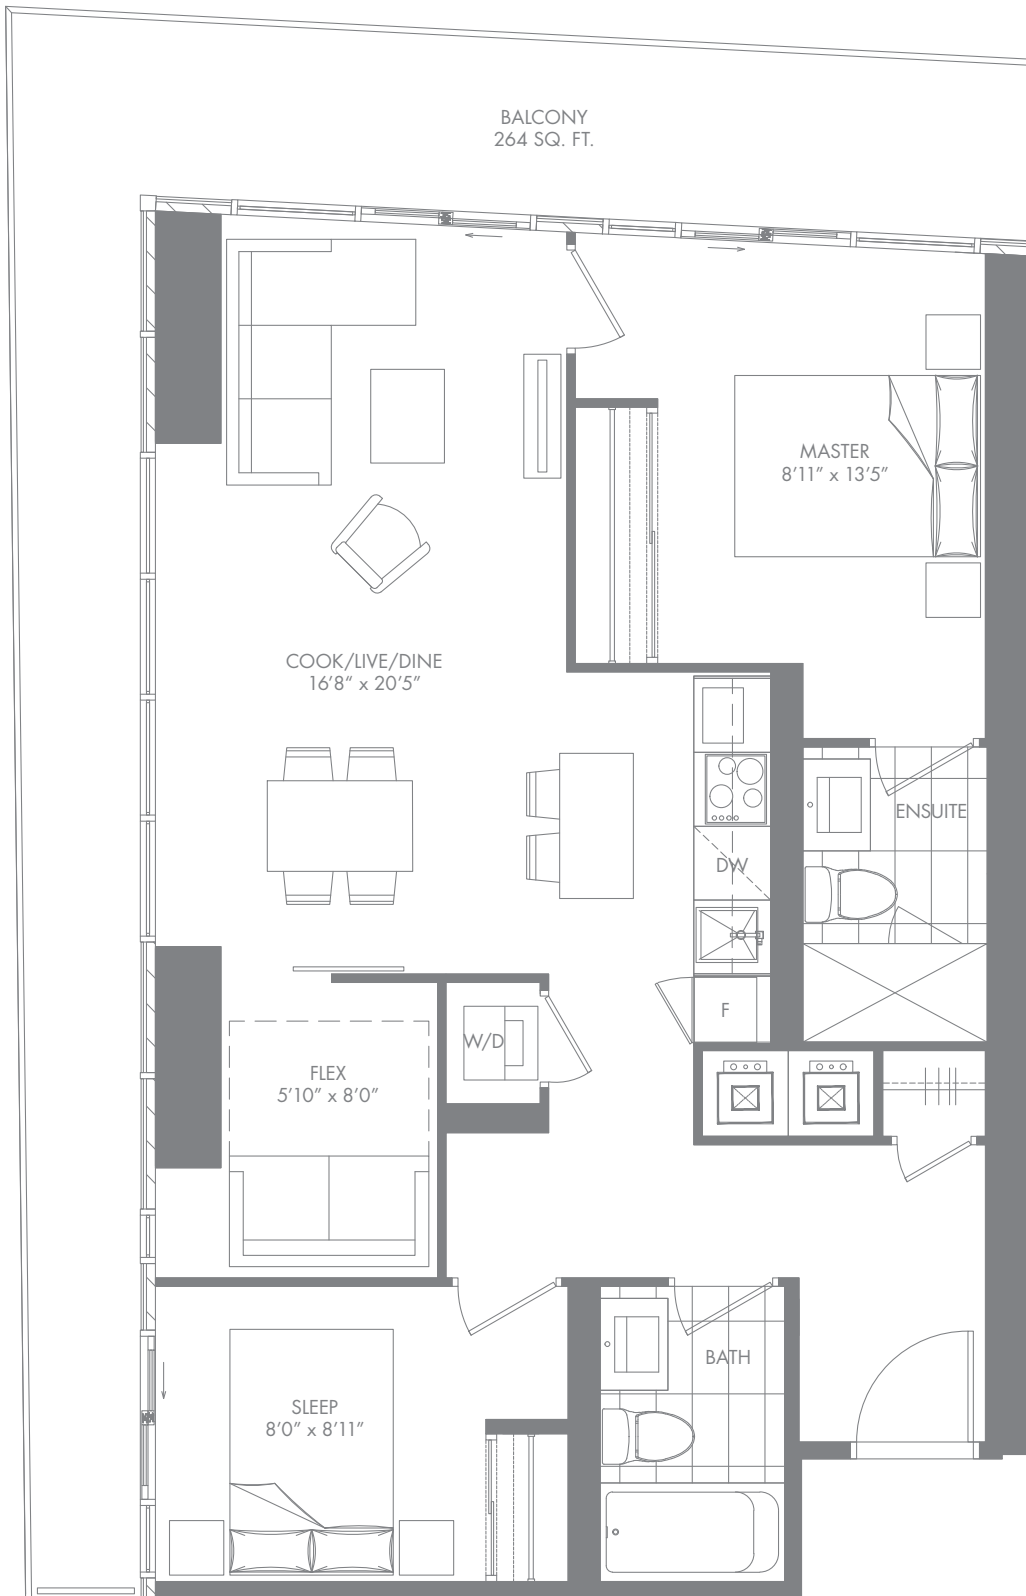 BALCONY
264 SQ. FT.
MASTER
8’11” x 13’5”
COOK/LIVE/DINE
16’8” x 20’5”
ENSUITE
DW
F
W/D
FLEX
5’10” x 8’0”
BATH
SLEEP
8’0” x 8’11”